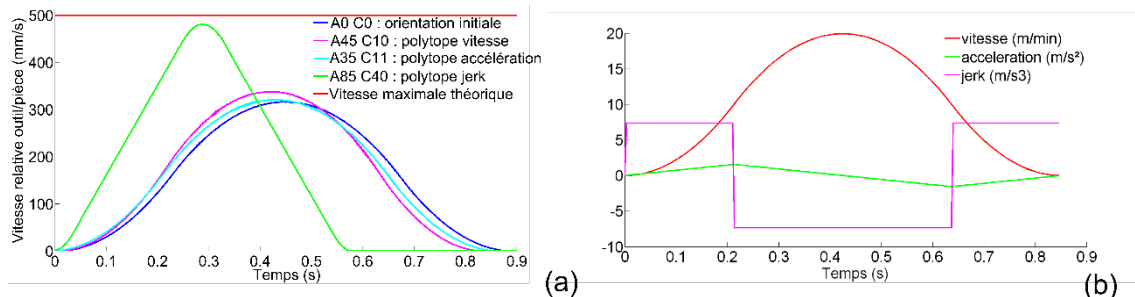 500
400
300
200
100
0
Vitesse relative outil/pièce (mm/s)
A0 C0 : orientation initiale
A45 C10 : polytope vitesse
A35 C11 : polytope accélération
A85 C40 : polytope jerk
Vitesse maximale théorique
0 0.1 0.2 0.3 0.4 0.5 0.6 0.7 0.8 0.9
Temps (s)
(a)
20
15
10
5
0
-5
-10
vitesse (m/min)
acceleration (m/s²)
jerk (m/s3)
0 0.1 0.2 0.3 0.4 0.5 0.6 0.7 0.8 0.9
Temps (s)
(b)